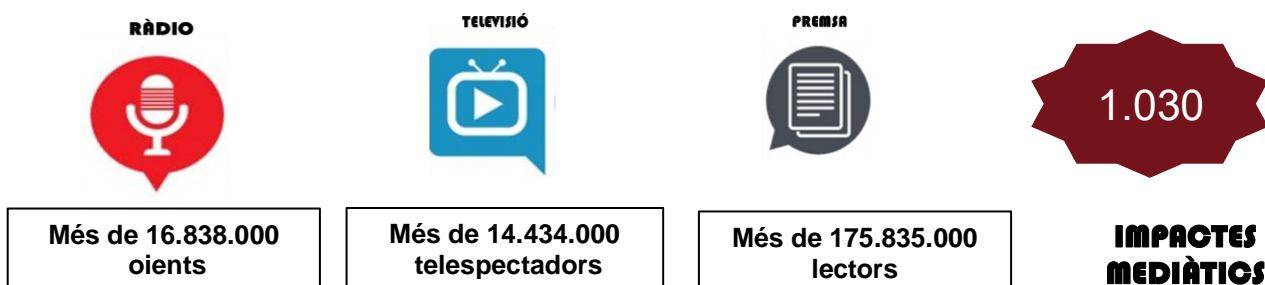 RÀDIO
TELEVISIÓ
PREMSA
1.030
Més de 16.838.000
oients
Més de 14.434.000
telespectadors
Més de 175.835.000
lectors
IMPACTES
MEDIÀTICS